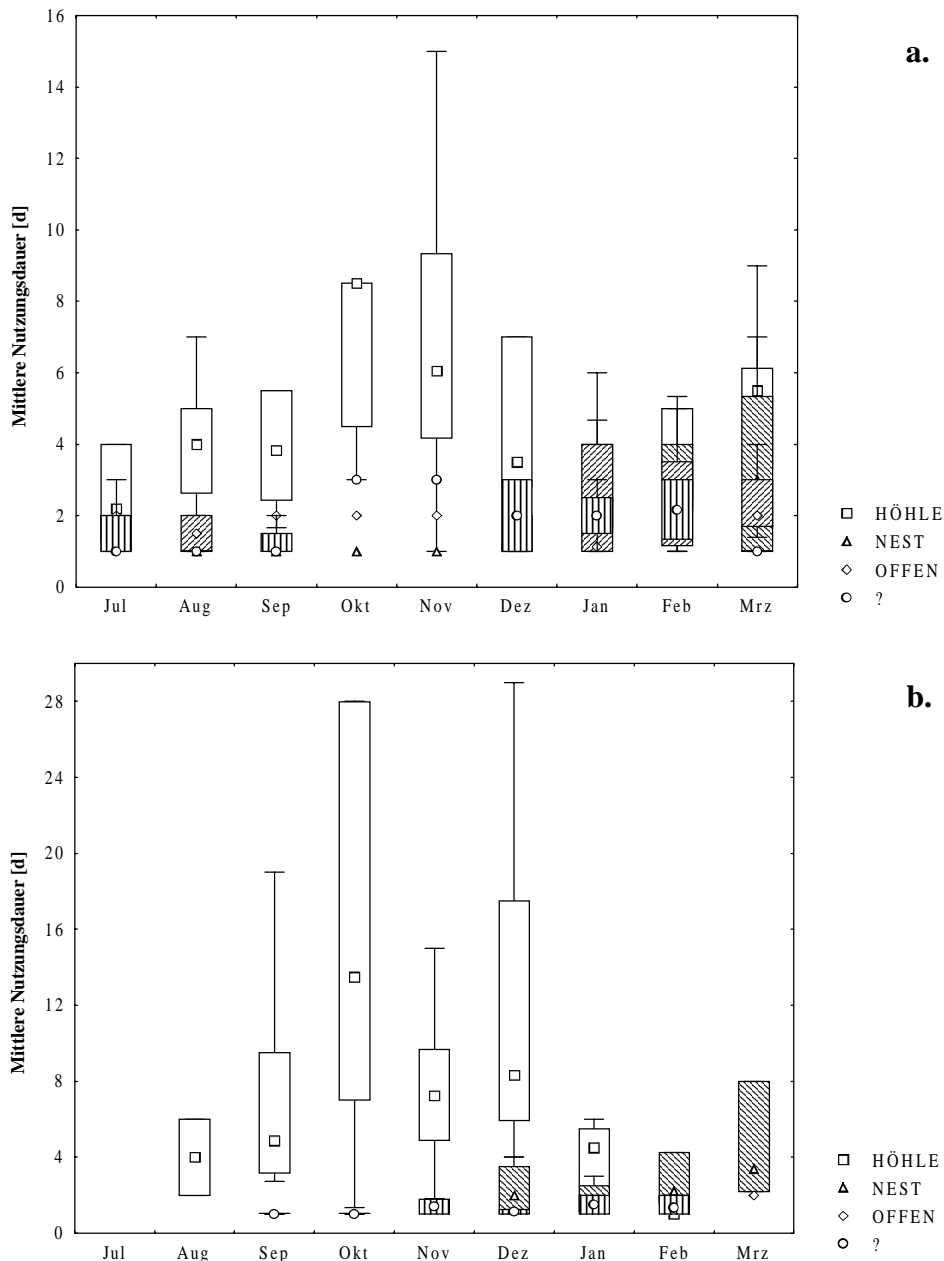 a.
Mittlere Nutzungsdauer [d]
16
14
12
10
8
6
4
2
0
Jul Aug Sep Okt Nov Dez Jan Feb Mrz
HÖHLE
NEST
OFFEN
?
b.
Mittlere Nutzungsdauer [d]
28
24
20
16
12
8
4
0
Jul Aug Sep Okt Nov Dez Jan Feb Mrz
HÖHLE
NEST
OFFEN
?